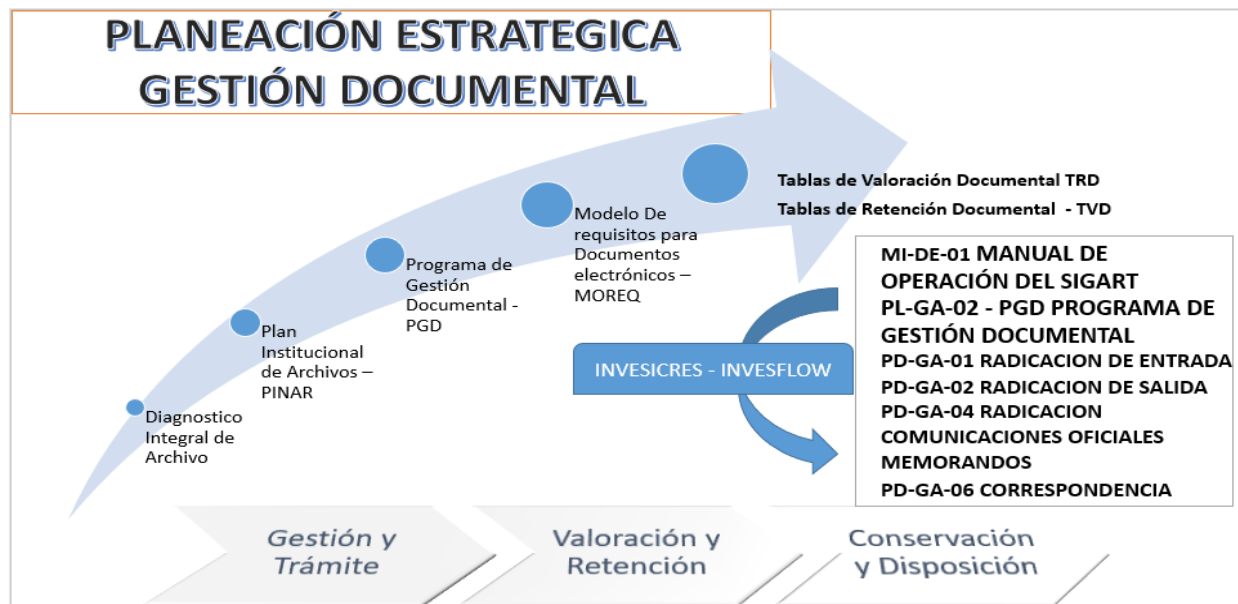 PLANEACIÓN ESTRATEGICA
GESTIÓN DOCUMENTAL
Diagnostico
Integral de
Archivo
Plan
Institucional
de Archivos –
PINAR
Programa de
Gestión
Documental -
PGD
Modelo De
requisitos para
Documentos
electrónicos –
MOREQ
Tablas de Valoración Documental TRD
Tablas de Retención Documental - TVD
INVESICRES - INVESFLOW
MI-DE-01 MANUAL DE
OPERACIÓN DEL SIGART
PL-GA-02 - PGD PROGRAMA DE
GESTIÓN DOCUMENTAL
PD-GA-01 RADICACION DE ENTRADA
PD-GA-02 RADICACION DE SALIDA
PD-GA-04 RADICACION
COMUNICACIONES OFICIALES
MEMORANDOS
PD-GA-06 CORRESPONDENCIA
Gestión y
Trámite
Valoración y
Retención
Conservación
y Disposición